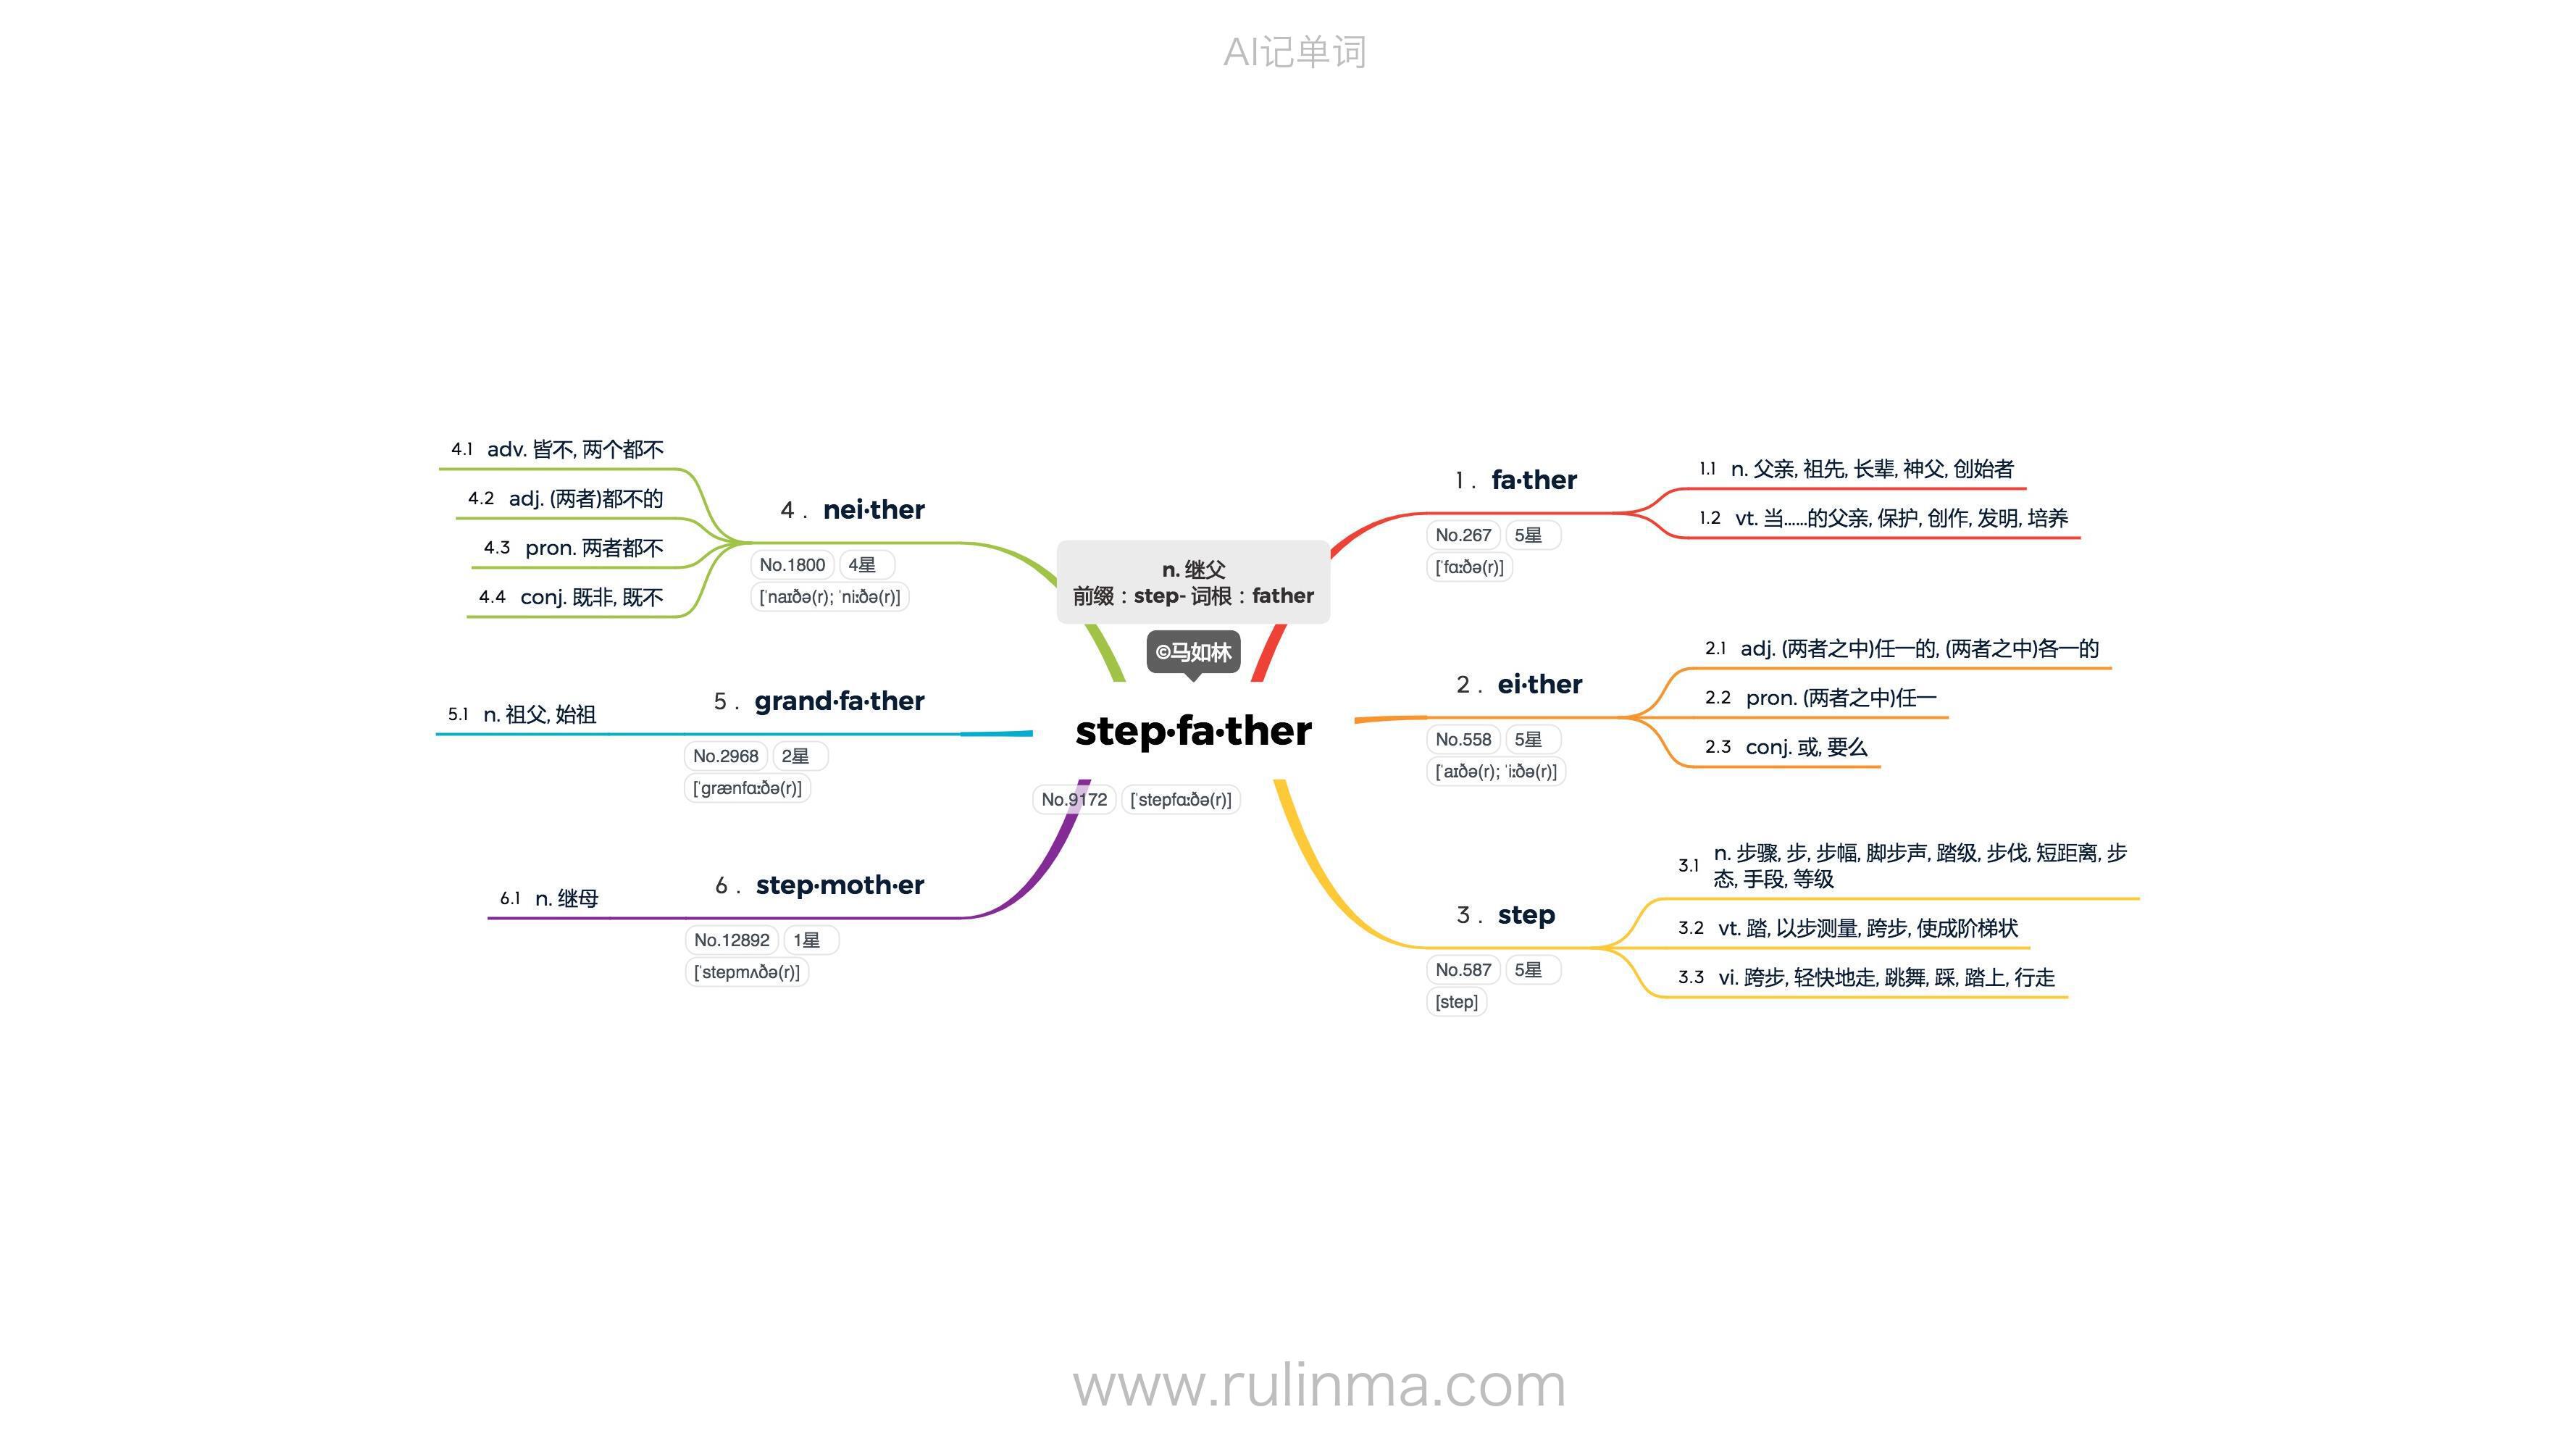 AI记单词
n. 继父
前缀：step- 词根：father
©马如林
step·fa·ther
No.9172 [ˈstepfɑːðə(r)]
1. fa·ther
No.267 5星
[ˈfɑːðə(r)]
1.1 n. 父亲, 祖先, 长辈, 神父, 创始者
1.2 vt. 当……的父亲, 保护, 创作, 发明, 培养
2. ei·ther
No.558 5星
[ˈaɪðə(r); ˈiːðə(r)]
2.1 adj. (两者之中)任一的, (两者之中)各一的
2.2 pron. (两者之中)任一
2.3 conj. 或, 要么
3. step
No.587 5星
[step]
3.1 n. 步骤, 步, 步幅, 脚步声, 踏级, 步伐, 短距离, 步
态, 手段, 等级
3.2 vt. 踏, 以步测量, 跨步, 使成阶梯状
3.3 vi. 跨步, 轻快地走, 跳舞, 踩, 踏上, 行走
4. nei·ther
No.1800 4星
[ˈnaɪðə(r); ˈniːðə(r)]
4.1 adv. 皆不, 两个都不
4.2 adj. (两者)都不的
4.3 pron. 两者都不
4.4 conj. 既非, 既不
5. grand·fa·ther
No.2968 2星
[ˈɡrænfɑːðə(r)]
5.1 n. 祖父, 始祖
6. step·moth·er
No.12892 1星
[ˈstepmʌðə(r)]
6.1 n. 继母
www.rulinma.com